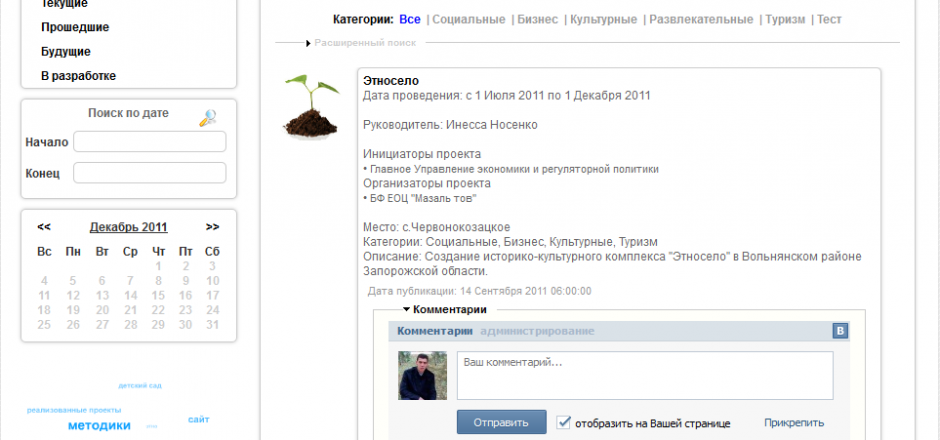 Текущие
Прошедшие
Будущие
В разработке
Поиск по дате
Начало
Конец
<< Декабрь 2011 >>
Вс Пн Вт Ср Чт Пт Сб
1 2 3
4 5 6 7 8 9 10
11 12 13 14 15 16 17
18 19 20 21 22 23 24
25 26 27 28 29 30 31
детский сад
реализованные проекты
методики
сайт
Категории: Все | Социальные | Бизнес | Культурные | Развлекательные | Туризм | Тест
Расширенный поиск
Этносело
Дата проведения: с 1 Июля 2011 по 1 Декабря 2011
Руководитель: Инесса Носенко
Инициаторы проекта
• Главное Управление экономики и регуляторной политики
Организаторы проекта
• БФ ЕОЦ "Мазаль тов"
Место: с.Червонокозацкое
Категории: Социальные, Бизнес, Культурные, Туризм
Описание: Создание историко-культурного комплекса "Этносело" в Вольнянском районе
Запорожской области.
Дата публикации: 14 Сентября 2011 06:00:00
Комментарии
Комментарии администрирование B
Ваш комментарий...
Отправить отобразить на Вашей странице Прикрепить